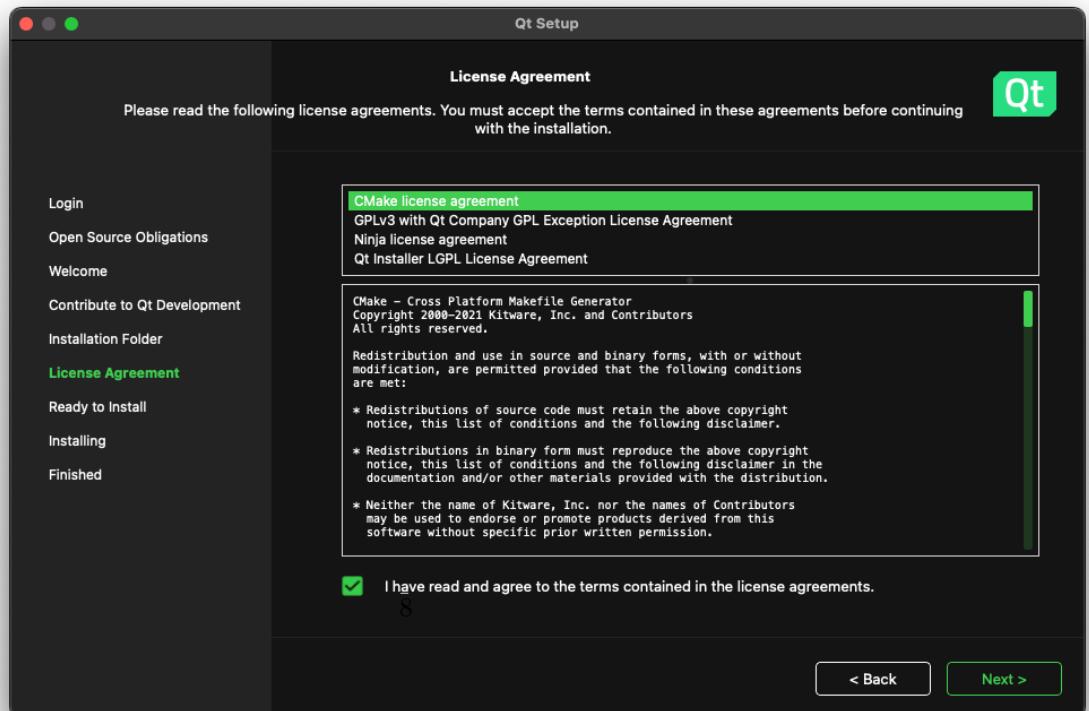 Qt Setup
License Agreement
Please read the following license agreements. You must accept the terms contained in these agreements before continuing
with the installation.
Qt
Login
Open Source Obligations
Welcome
Contribute to Qt Development
Installation Folder
License Agreement
Ready to Install
Installing
Finished
CMake license agreement
GPLv3 with Qt Company GPL Exception License Agreement
Ninja license agreement
Qt Installer LGPL License Agreement
CMake - Cross Platform Makefile Generator
Copyright 2000-2021 Kitware, Inc. and Contributors
All rights reserved.
Redistribution and use in source and binary forms, with or without
modification, are permitted provided that the following conditions
are met:
* Redistributions of source code must retain the above copyright
notice, this list of conditions and the following disclaimer.
* Redistributions in binary form must reproduce the above copyright
notice, this list of conditions and the following disclaimer in the
documentation and/or other materials provided with the distribution.
* Neither the name of Kitware, Inc. nor the names of Contributors
may be used to endorse or promote products derived from this
software without specific prior written permission.
I have read and agree to the terms contained in the license agreements.
8
< Back
Next >